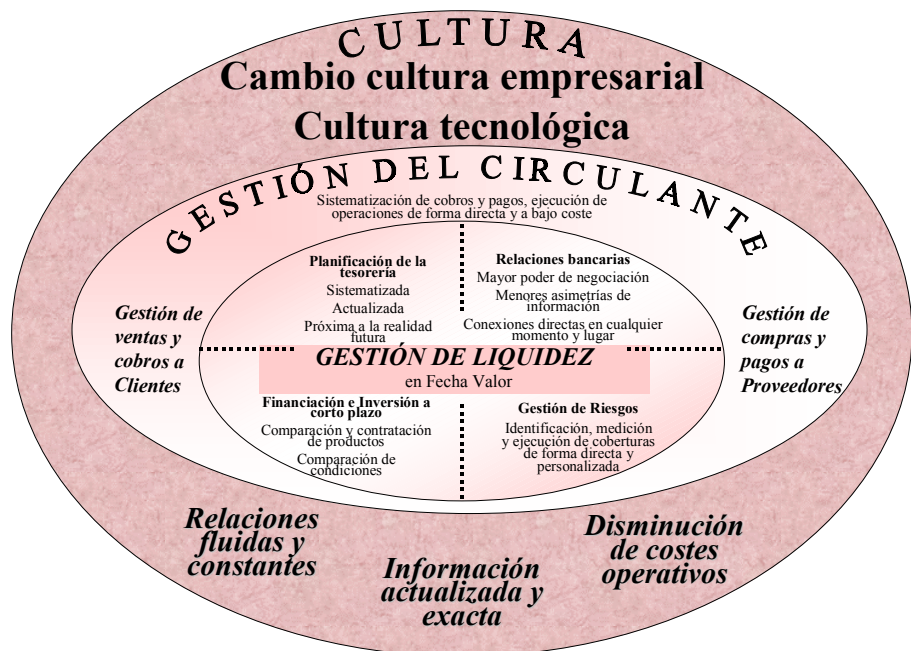 CULTURA
Cambio cultura empresarial
Cultura tecnológica
GESTIÓN DEL CIRCULANTE
Sistematización de cobros y pagos, ejecución de
operaciones de forma directa y a bajo coste
Gestión de
ventas y
cobros a
Clientes
Planificación de la
tesorería
Sistematizada
Actualizada
Próxima a la realidad
futura
Relaciones bancarias
Mayor poder de negociación
Menores asimetrías de
información
Conexiones directas en cualquier
momento y lugar
Gestión de
compras y
pagos a
Proveedores
GESTIÓN DE LIQUIDEZ
en Fecha Valor
Financiación e Inversión a
corto plazo
Comparación y contratación
de productos
Comparación de
condiciones
Gestión de Riesgos
Identificación, medición
y ejecución de coberturas
de forma directa y
personalizada
Relaciones
fluidas y
constantes
Información
actualizada y
exacta
Disminución
de costes
operativos